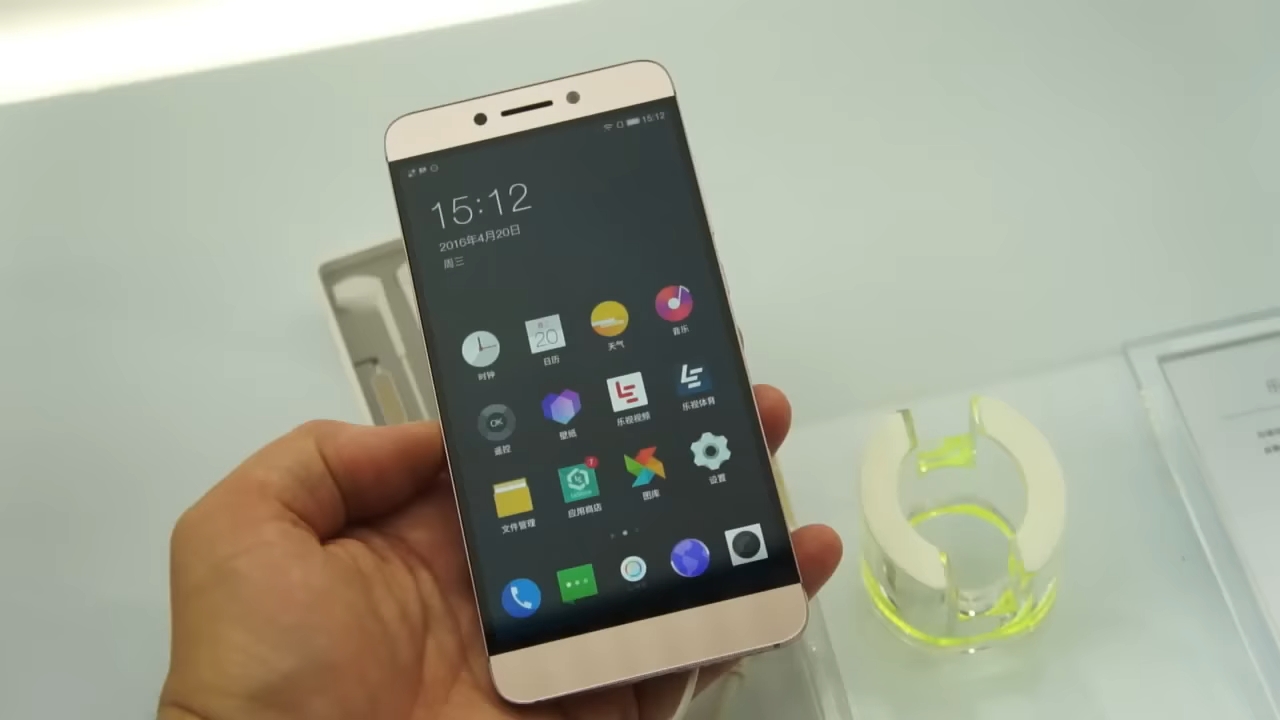 15:12
15:12
2016年4月20日
周三
20
时钟
日历
天气
音乐
OK
遥控
壁纸
乐视视频
乐视体育
7
文件管理
应用商店
图库
设置